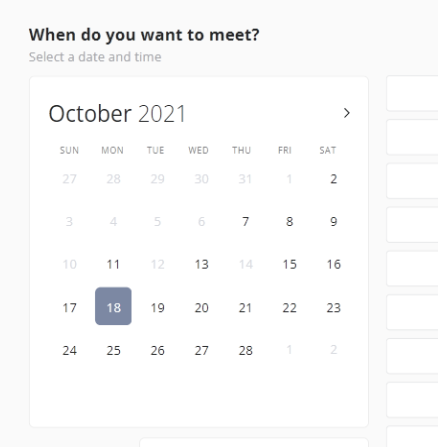 When do you want to meet?
Select a date and time
October 2021
SUN MON TUE WED THU FRI SAT
27 28 29 30 31 1 2
3 4 5 6 7 8 9
10 11 12 13 14 15 16
17 18 19 20 21 22 23
24 25 26 27 28 1 2